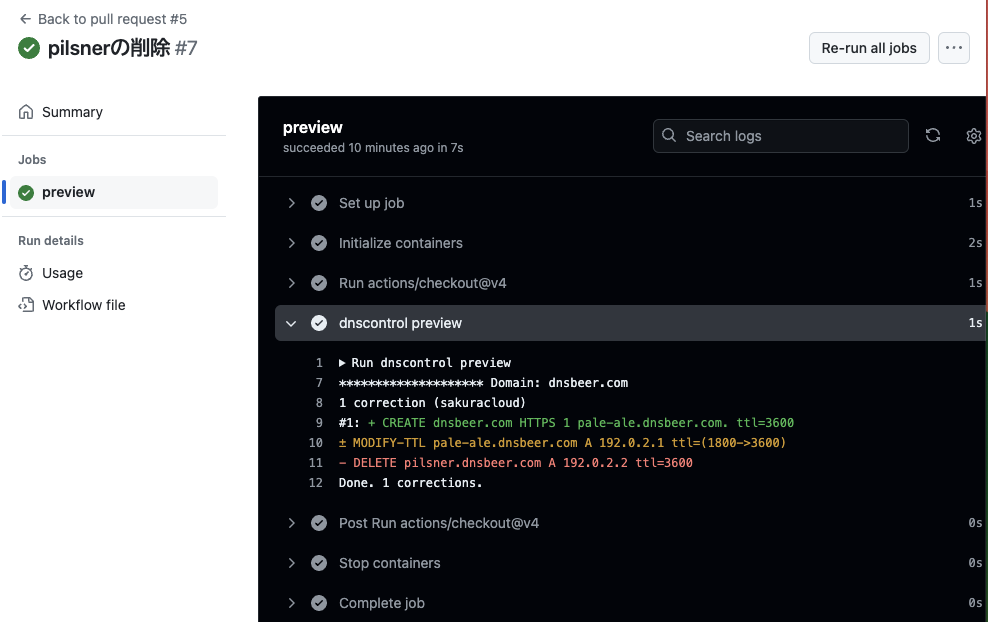 ← Back to pull request #5
pilsnerの削除 #7
Re-run all jobs
Summary
Jobs
preview
Run details
Usage
Workflow file
preview
succeeded 10 minutes ago in 7s
Search logs
Set up job 1s
Initialize containers 2s
Run actions/checkout@v4 1s
dnscontrol preview 1s
1 ▶ Run dnscontrol preview
7 ******************** Domain: dnsbeer.com
8 1 correction (sakuracloud)
9 #1: + CREATE dnsbeer.com HTTPS 1 pale-ale.dnsbeer.com. ttl=3600
10 ± MODIFY-TTL pale-ale.dnsbeer.com A 192.0.2.1 ttl=(1800->3600)
11 - DELETE pilsner.dnsbeer.com A 192.0.2.2 ttl=3600
12 Done. 1 corrections.
Post Run actions/checkout@v4 0s
Stop containers 0s
Complete job 0s